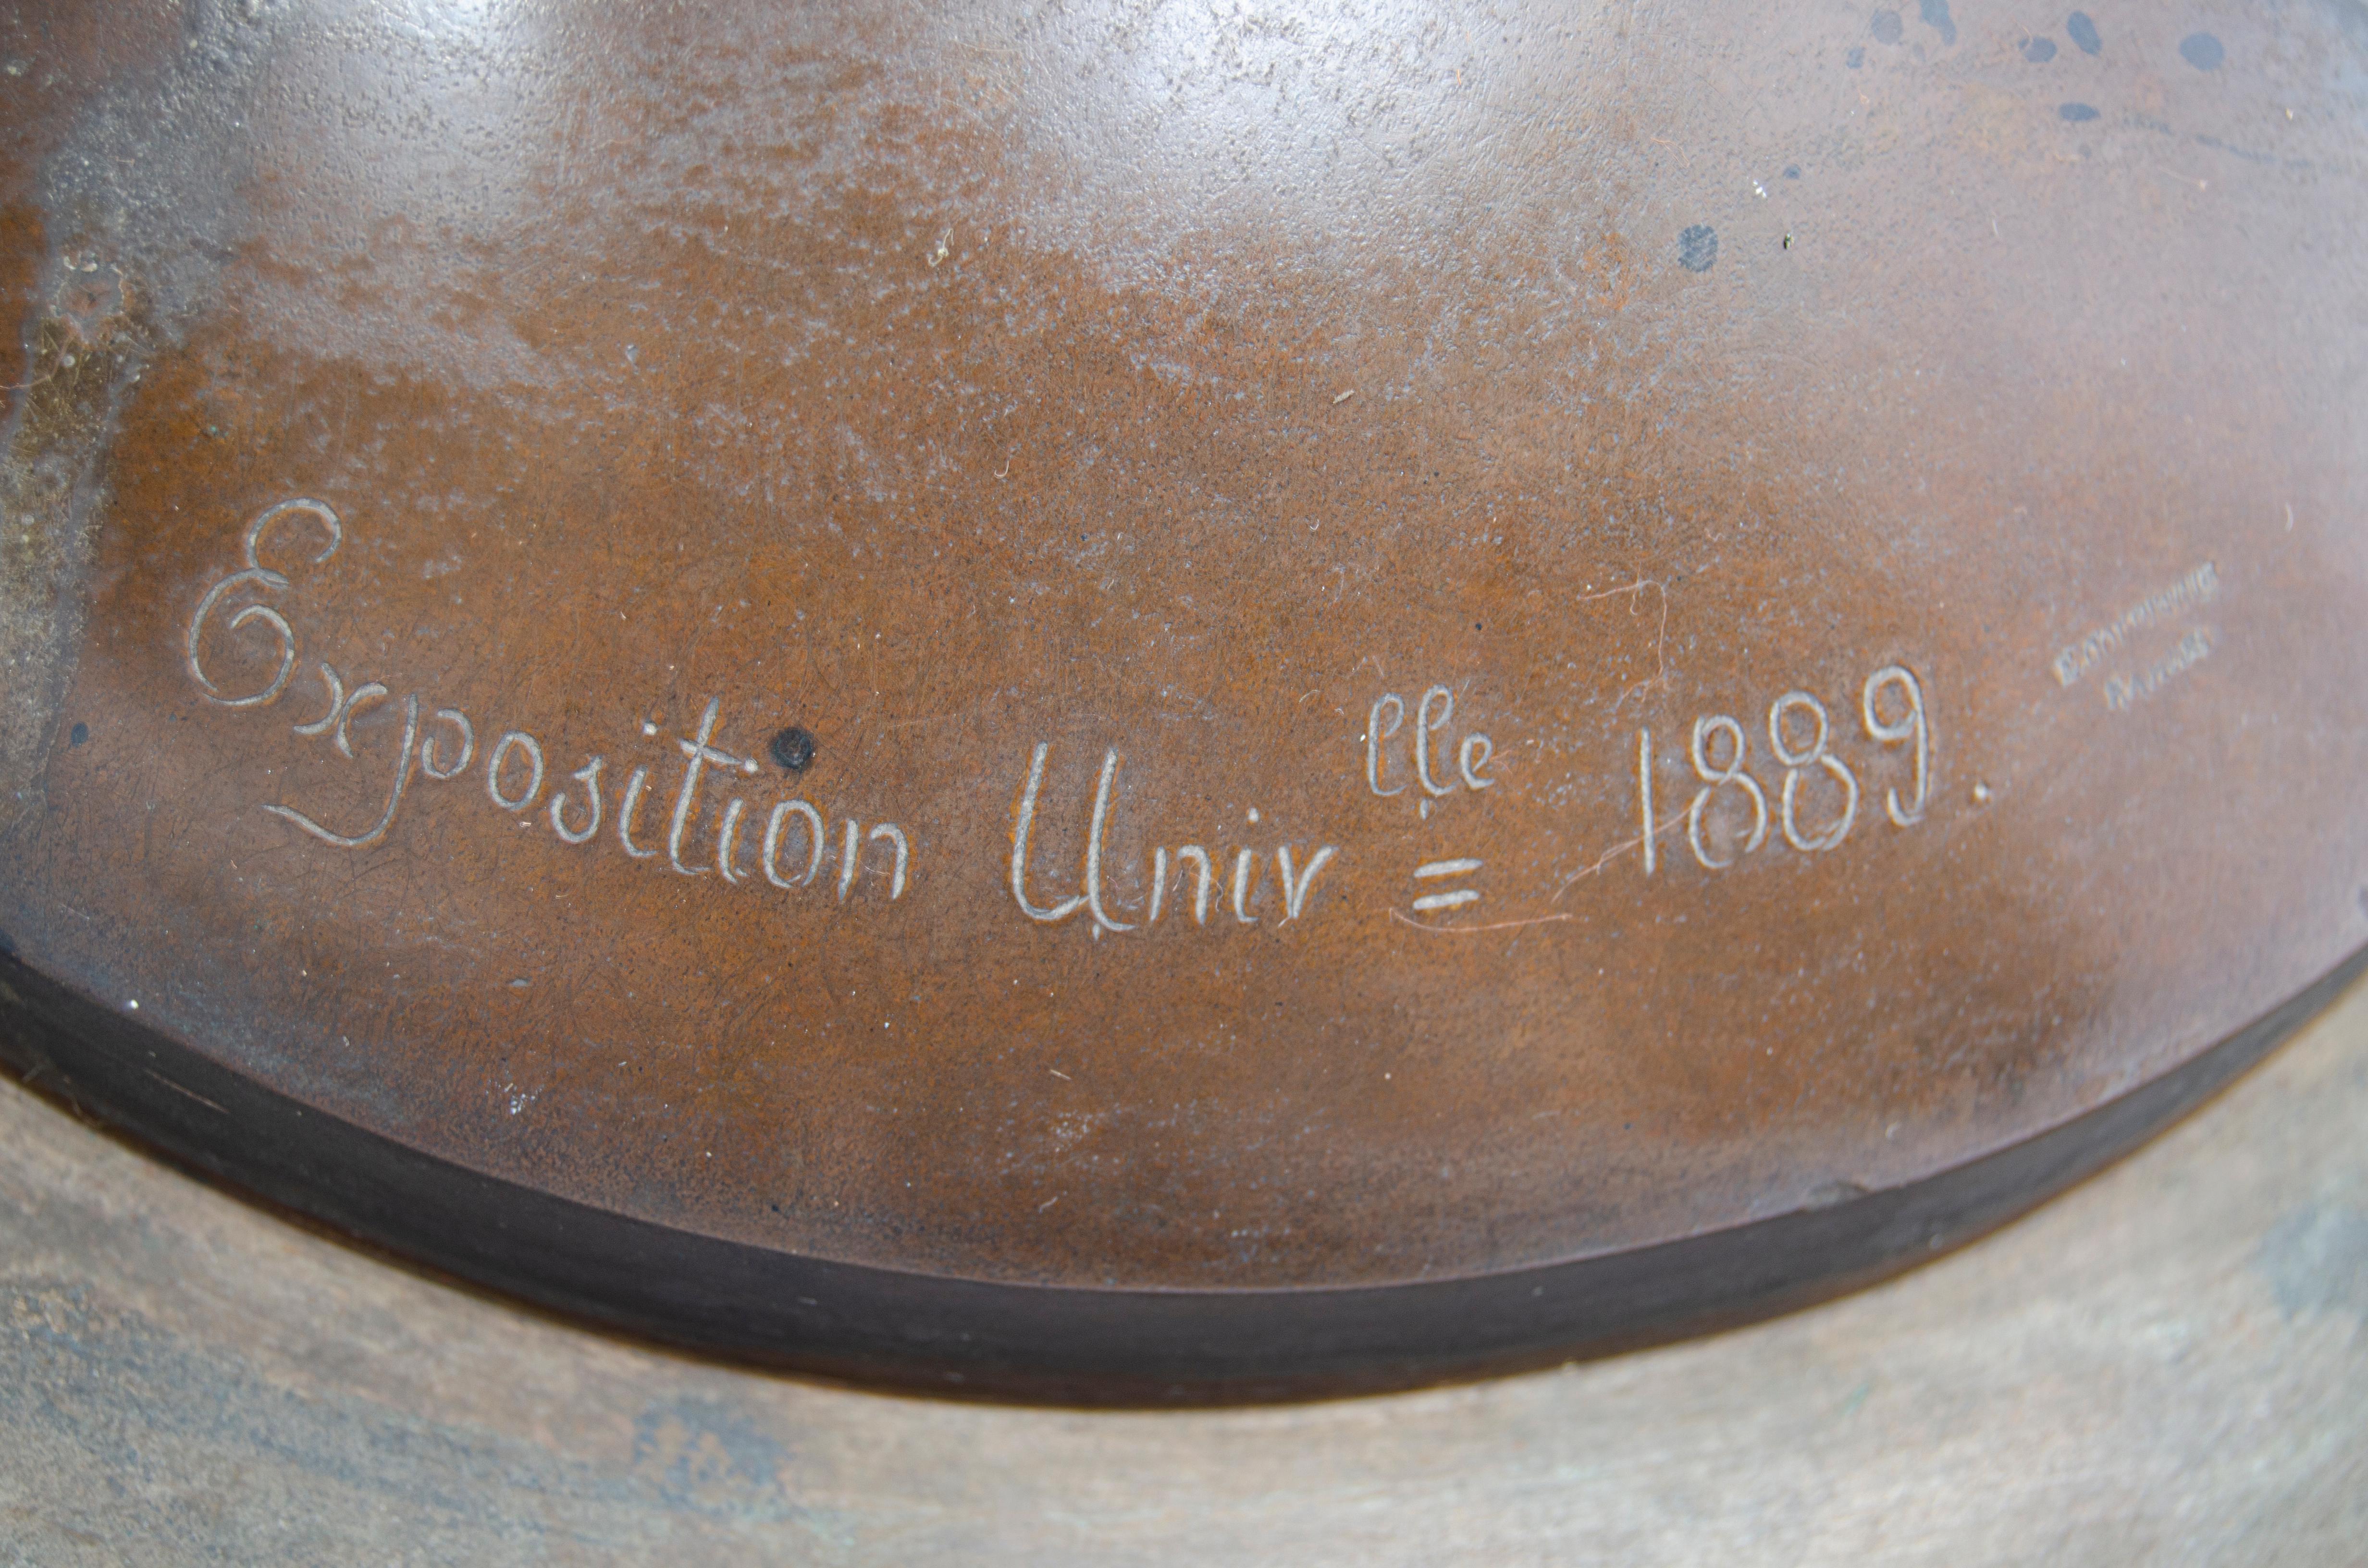 Exposition Univ^lle = 1889.